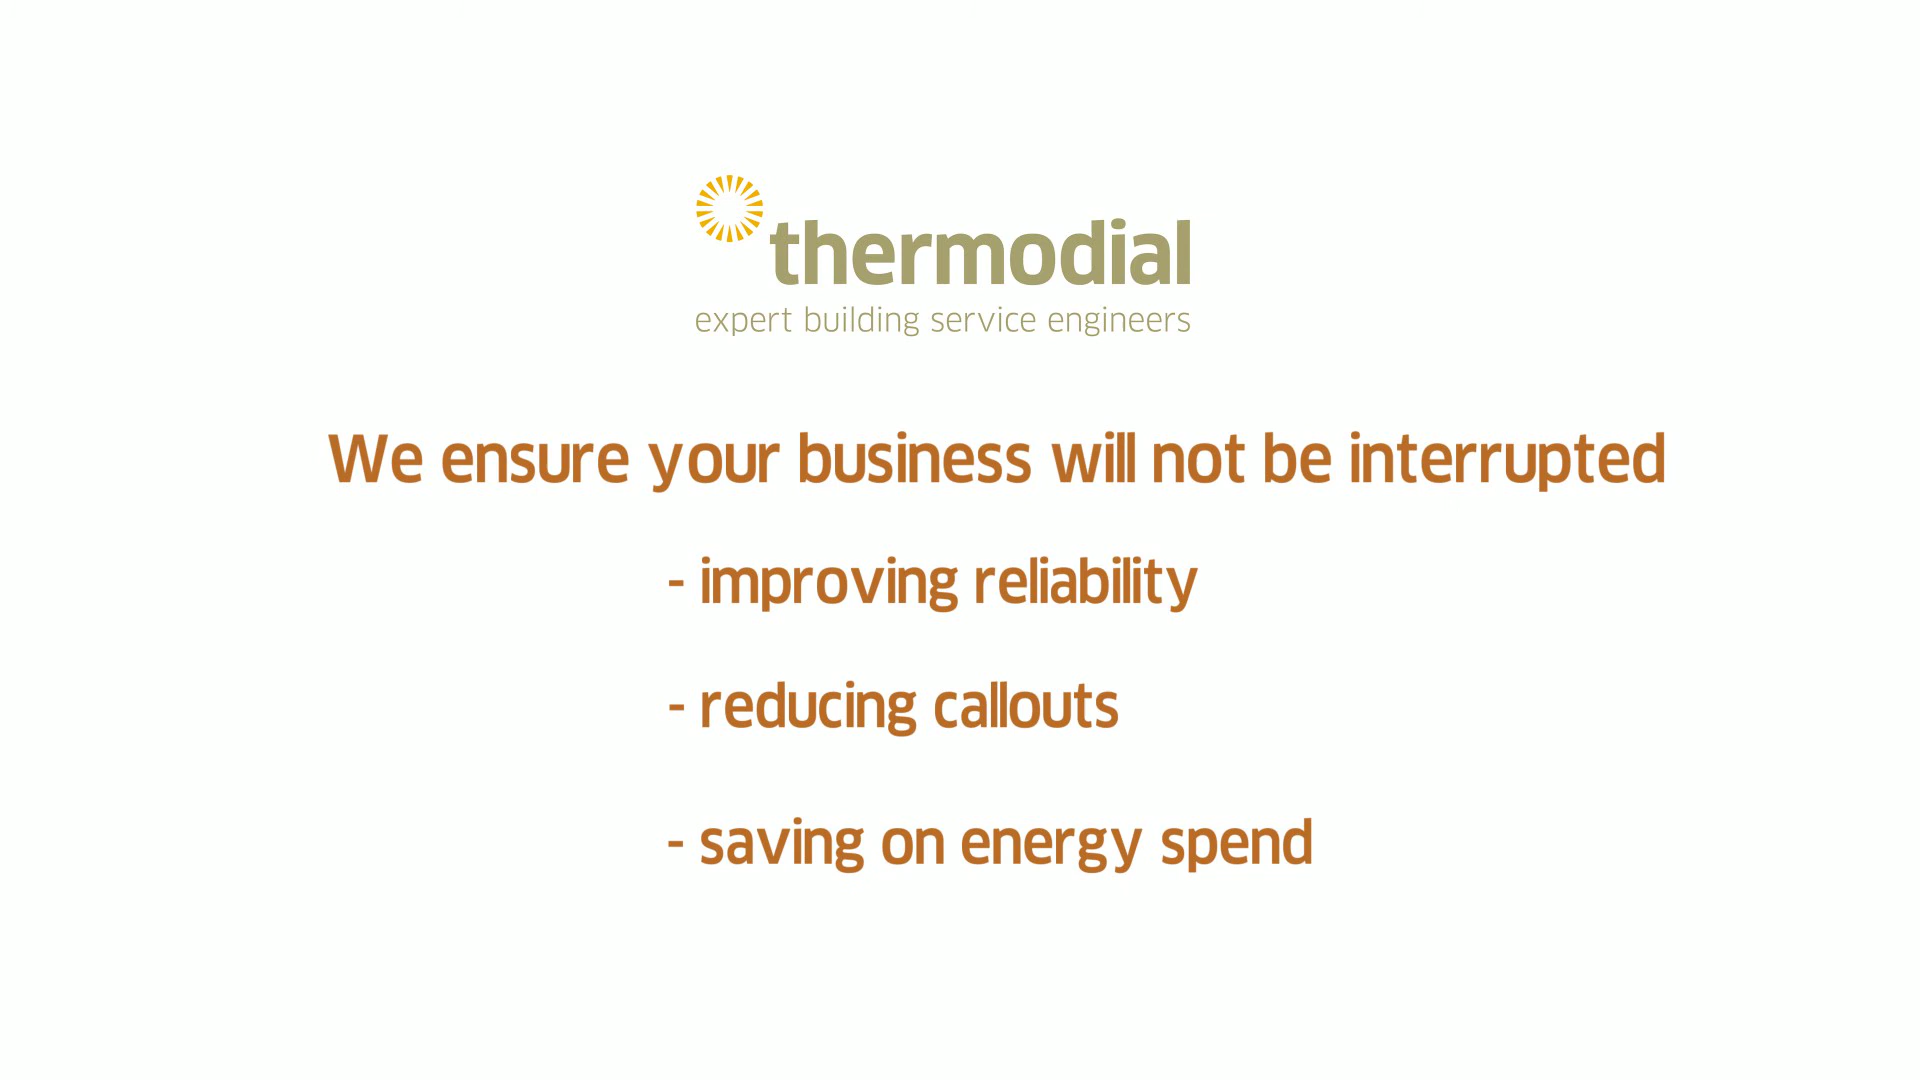 thermodial
expert building service engineers
We ensure your business will not be interrupted
- improving reliability
- reducing callouts
- saving on energy spend